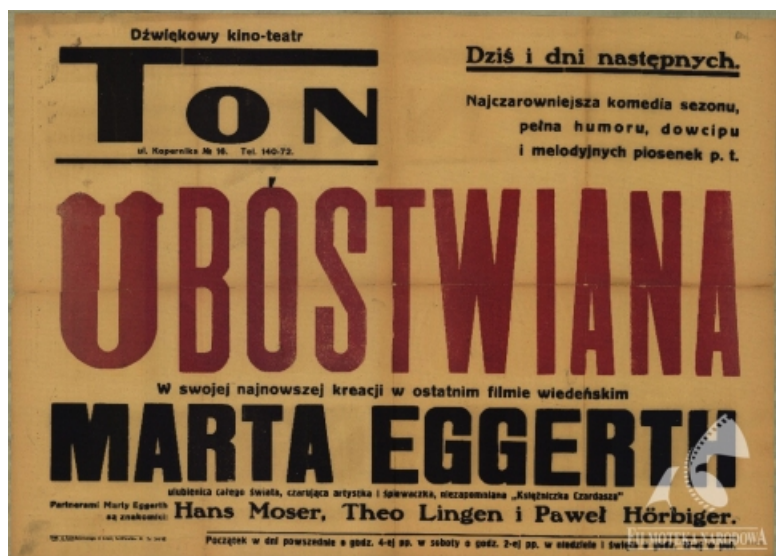 Dźwiękowy kino-teatr
TON
ul. Kopernika № 16. Tel. 140-72.
Dziś i dni następnych.
Najczarowniejsza komedia sezonu,
pełna humoru, dowcipu
i melodyjnych piosenek p. t.
UBÓSTWIANA
W swojej najnowszej kreacji w ostatnim filmie wiedeńskim
MARTA EGGERTH
ulubienica całego świata, czarująca artystka i śpiewaczka, niezapomniana „Księżniczka Czardasza"
Partnerami Marty Eggerth
są znakomici:
Hans Moser, Theo Lingen i Paweł Hörbiger.
Początek w dni powszednie o godz. 4-ej pp. w soboty o godz. 2-ej pp. w niedziele i święta o godz.
FILMOTEKA NARODOWA